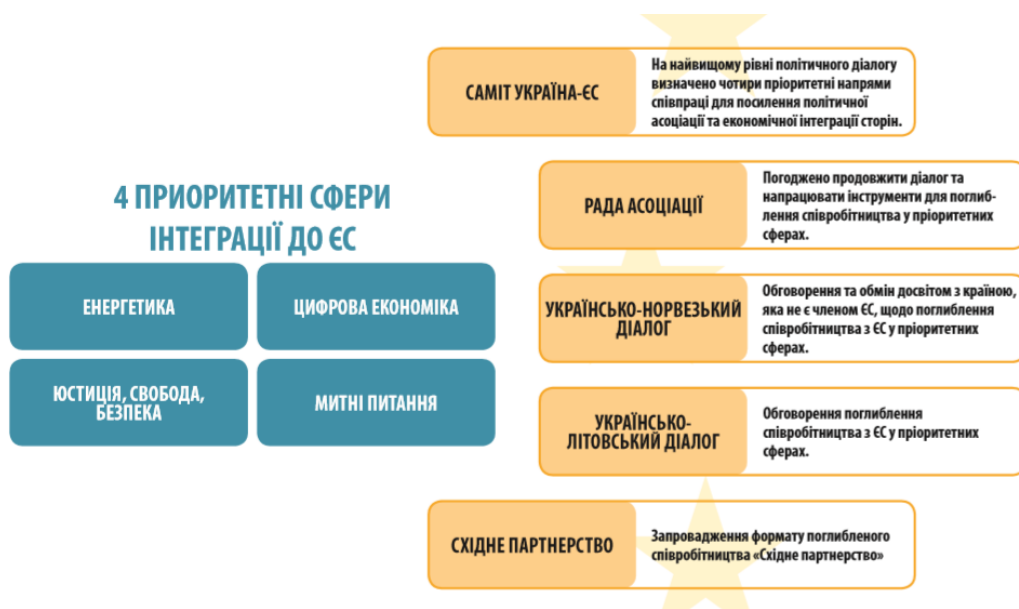 4 ПРИОРИТЕТНІ СФЕРИ
ІНТЕГРАЦІЇ ДО ЄС
ЕНЕРГЕТИКА
ЦИФРОВА ЕКОНОМІКА
ЮСТИЦІЯ, СВОБОДА,
БЕЗПЕКА
МИТНІ ПИТАННЯ
САМІТ УКРАЇНА-ЄС
На найвищому рівні політичного діалогу
визначено чотири пріоритетні напрями
співпраці для посилення політичної
асоціації та економічної інтеграції сторін.
РАДА АСОЦІАЦІЇ
Погоджено продовжити діалог та
напрацювати інструменти для поглиб-
лення співробітництва у пріоритетних
сферах.
УКРАЇНСЬКО-НОРВЕЗЬКИЙ
ДІАЛОГ
Обговорення та обмін досвітом з країною,
яка не є членом ЄС, щодо поглиблення
співробітництва з ЄС у пріоритетних
сферах.
УКРАЇНСЬКО-
ЛІТОВСЬКИЙ ДІАЛОГ
Обговорення поглиблення
співробітництва з ЄС у пріоритетних
сферах.
СХІДНЕ ПАРТНЕРСТВО
Запровадження формату поглибленого
співробітництва «Східне партнерство»